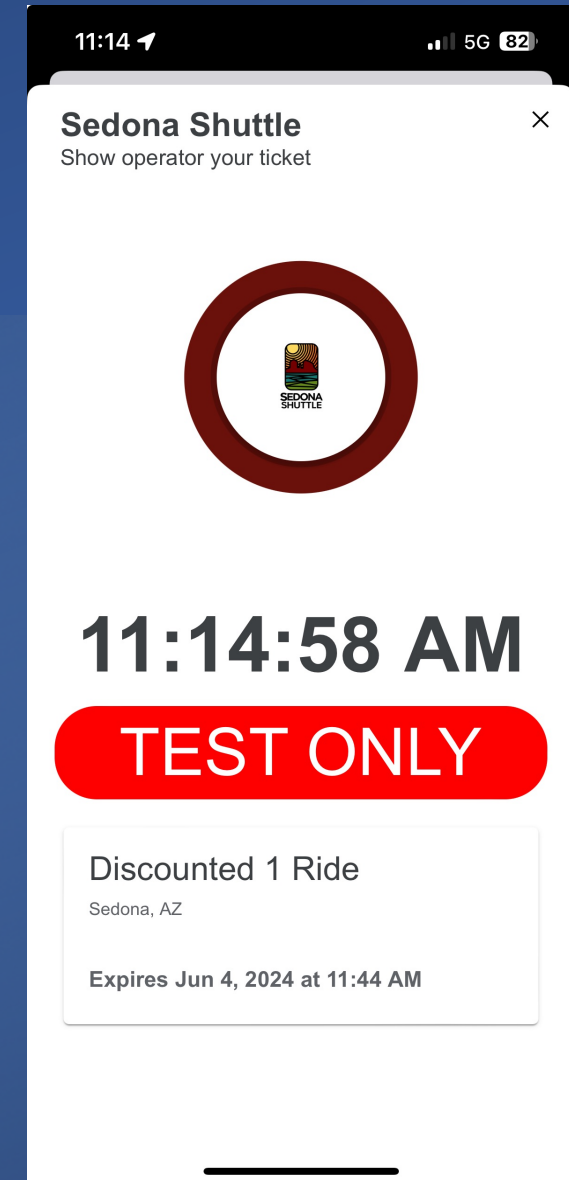 11:14
5G 82
Sedona Shuttle
Show operator your ticket
SEDONA
SHUTTLE
11:14:58 AM
TEST ONLY
Discounted 1 Ride
Sedona, AZ
Expires Jun 4, 2024 at 11:44 AM